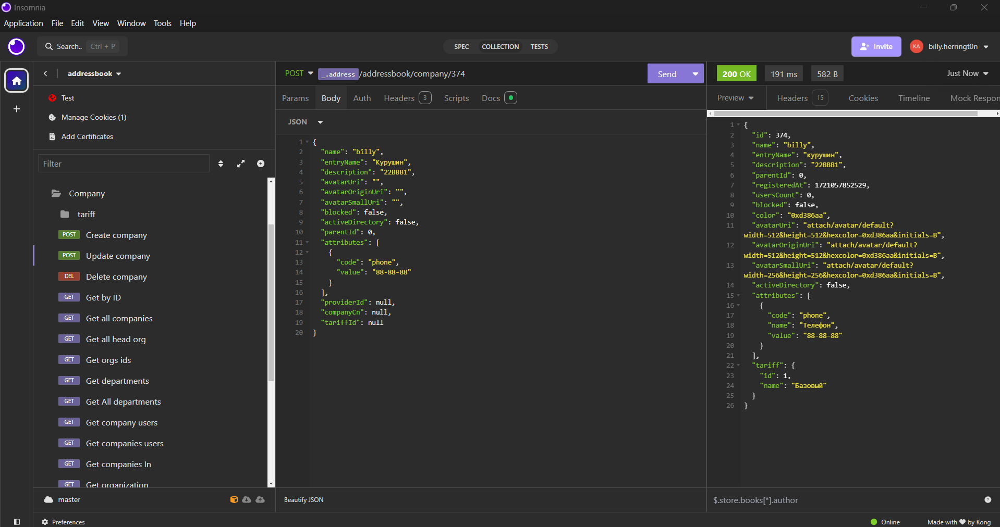 Insomnia
Application File Edit View Window Tools Help
Search.. Ctrl + P
SPEC COLLECTION TESTS
Invite
KA billy.herringt0n
addressbook
Test
Manage Cookies (1)
Add Certificates
Filter
Company
tariff
POST Create company
POST Update company
DEL Delete company
GET Get by ID
GET Get all companies
GET Get all head org
GET Get orgs ids
GET Get departments
GET Get All departments
GET Get company users
GET Get companies users
GET Get companies In
GET Get organization
master
Preferences
POST _.address/addressbook/company/374 Send
Params Body Auth Headers 3 Scripts Docs
JSON
1 {
2 "name": "billy",
3 "entryName": "Курушин",
4 "description": "22BBB1",
5 "avatarUri": "",
6 "avatarOriginUri": "",
7 "avatarSmallUri": "",
8 "blocked": false,
9 "activeDirectory": false,
10 "parentId": 0,
11 "attributes": [
12 {
13 "code": "phone",
14 "value": "88-88-88"
15 }
16 ],
17 "providerId": null,
18 "companyCn": null,
19 "tariffId": null
20 }
Beautify JSON
200 OK 191 ms 582 B Just Now
Preview Headers 15 Cookies Timeline Mock Respon
1 {
2 "id": 374,
3 "name": "billy",
4 "entryName": "курушин",
5 "description": "22BBB1",
6 "parentId": 0,
7 "registeredAt": 1721057852529,
8 "usersCount": 0,
9 "blocked": false,
10 "color": "0xd386aa",
11 "avatarUri": "attach/avatar/default?
width=512&height=512&hexcolor=0xd386aa&initials=B",
12 "avatarOriginUri": "attach/avatar/default?
width=512&height=512&hexcolor=0xd386aa&initials=B",
13 "avatarSmallUri": "attach/avatar/default?
width=256&height=256&hexcolor=0xd386aa&initials=B",
14 "activeDirectory": false,
15 "attributes": [
16 {
17 "code": "phone",
18 "name": "Телефон",
19 "value": "88-88-88"
20 }
21 ],
22 "tariff": {
23 "id": 1,
24 "name": "Базовый"
25 }
26 }
$.store.books[*].author
Online Made with by Kong